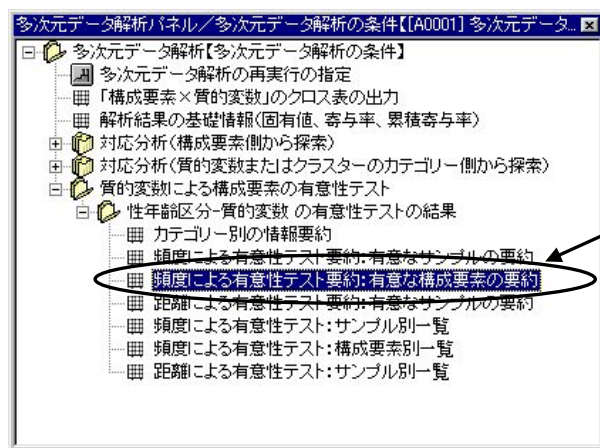 多次元データ解析パネル／多次元データ解析の条件【[A0001] 多次元データ...
多次元データ解析【多次元データ解析の条件】
多次元データ解析の再実行の指定
「構成要素×質的変数」のクロス表の出力
解析結果の基礎情報(固有値、寄与率、累積寄与率)
対応分析(構成要素側から探索)
対応分析(質的変数またはクラスターのカテゴリー側から探索)
質的変数による構成要素の有意性テスト
性年齢区分-質的変数 の有意性テストの結果
カテゴリー別の情報要約
頻度による有意性テスト要約:有意なサンプルの要約
頻度による有意性テスト要約:有意な構成要素の要約
距離による有意性テスト要約:有意なサンプルの要約
頻度による有意性テスト:サンプル別一覧
頻度による有意性テスト:構成要素別一覧
距離による有意性テスト:サンプル別一覧